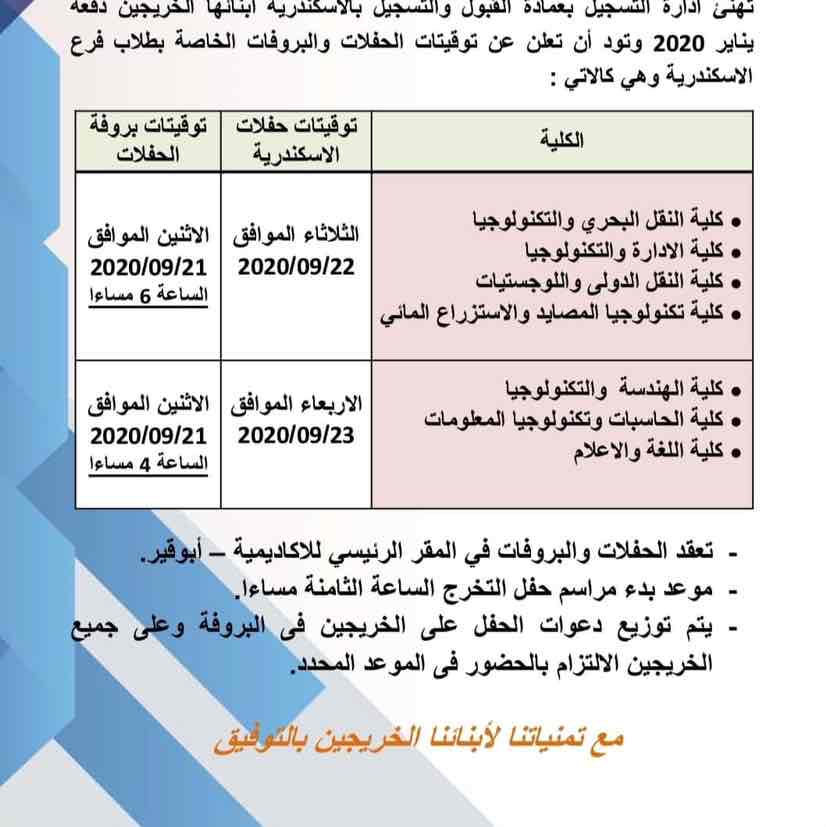 تهنئ ادارة التسجيل بعمادة القبول والتسجيل بالاسكندرية ابنائها الخريجين دفعة
يناير 2020 وتود أن تعلن عن توقيتات الحفلات والبروفات الخاصة بطلاب فرع
الاسكندرية وهي كالاتي :
الكلية
توقيتات حفلات
الاسكندرية
توقيتات بروفة
الحفلات
• كلية النقل البحري والتكنولوجيا
• كلية الادارة والتكنولوجيا
• كلية النقل الدولى واللوجستيات
• كلية تكنولوجيا المصايد والاستزراع المائي
الثلاثاء الموافق
2020/09/22
الاثنين الموافق
2020/09/21
الساعة 6 مساءا
• كلية الهندسة والتكنولوجيا
• كلية الحاسبات وتكنولوجيا المعلومات
• كلية اللغة والاعلام
الاربعاء الموافق
2020/09/23
الاثنين الموافق
2020/09/21
الساعة 4 مساءا
- تعقد الحفلات والبروفات في المقر الرئيسي للاكاديمية – أبوقير.
- موعد بدء مراسم حفل التخرج الساعة الثامنة مساءا.
- يتم توزيع دعوات الحفل على الخريجين فى البروفة وعلى جميع
الخريجين الالتزام بالحضور فى الموعد المحدد.
مع تمنياتنا لأبنائنا الخريجين بالتوفيق